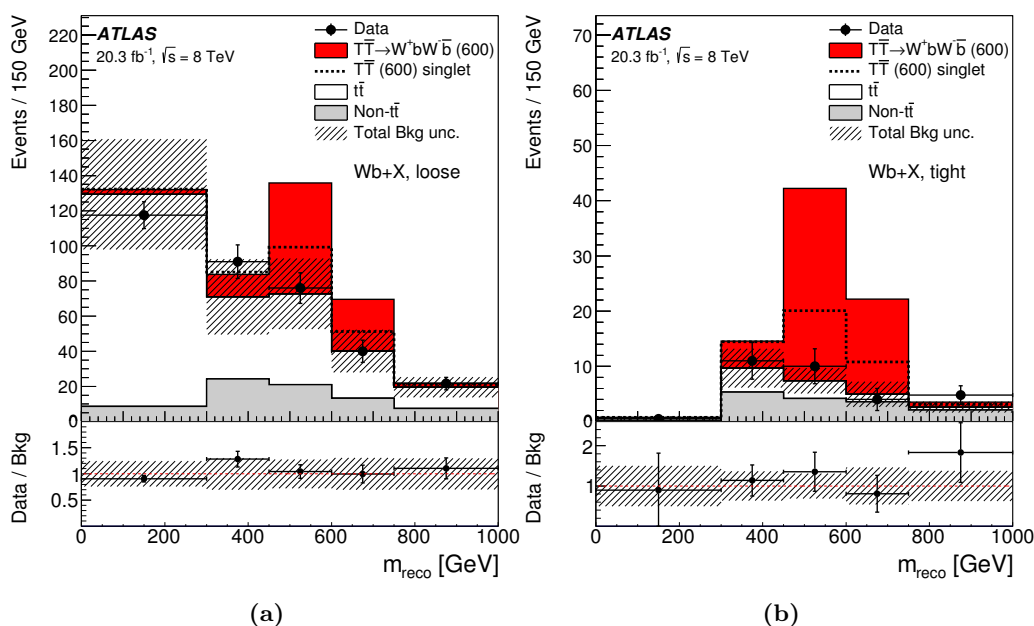 Events / 150 GeV
220
200
180
160
140
120
100
80
60
40
20
0
ATLAS
20.3 fb⁻¹, √s = 8 TeV
Data
TT̅→W⁺bW⁻b̅ (600)
TT̅ (600) singlet
tt̅
Non-tt̅
Total Bkg unc.
Wb+X, loose
Data / Bkg
1.5
1
0.5
0 200 400 600 800 1000
m_reco [GeV]
(a)
Events / 150 GeV
70
60
50
40
30
20
10
0
ATLAS
20.3 fb⁻¹, √s = 8 TeV
Data
TT̅→W⁺bW⁻b̅ (600)
TT̅ (600) singlet
tt̅
Non-tt̅
Total Bkg unc.
Wb+X, tight
Data / Bkg
2
1
0 200 400 600 800 1000
m_reco [GeV]
(b)